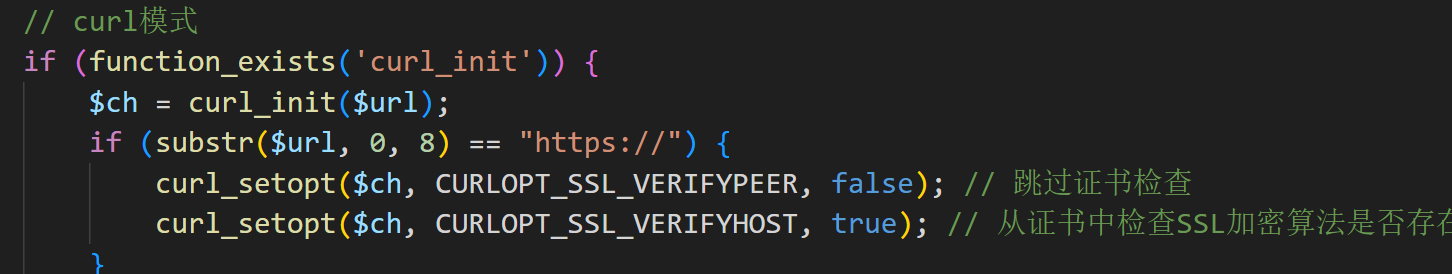 // curl模式
if (function_exists('curl_init')) {
$ch = curl_init($url);
if (substr($url, 0, 8) == "https://") {
curl_setopt($ch, CURLOPT_SSL_VERIFYPEER, false); // 跳过证书检查
curl_setopt($ch, CURLOPT_SSL_VERIFYHOST, true); // 从证书中检查SSL加密算法是否存在
}